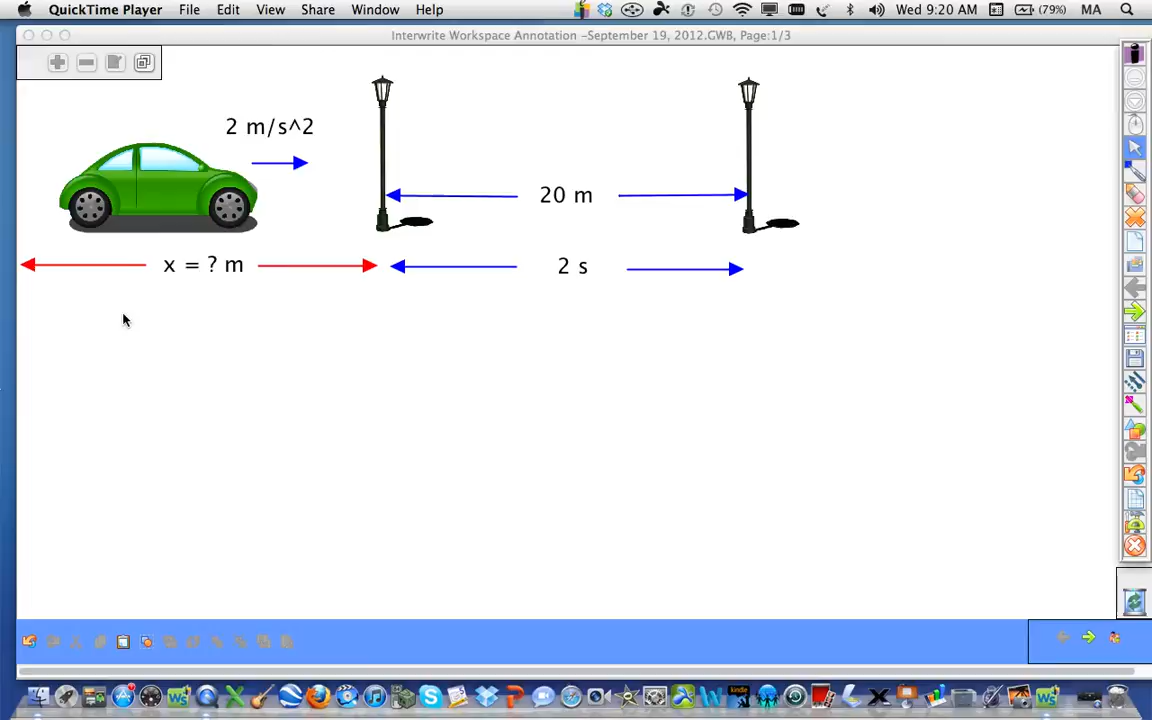 QuickTime Player File Edit View Share Window Help (79%) Wed 9:20 AM MA
Interwrite Workspace Annotation -September 19, 2012.GWB, Page:1/3
2 m/s^2
20 m
x = ? m
2 s